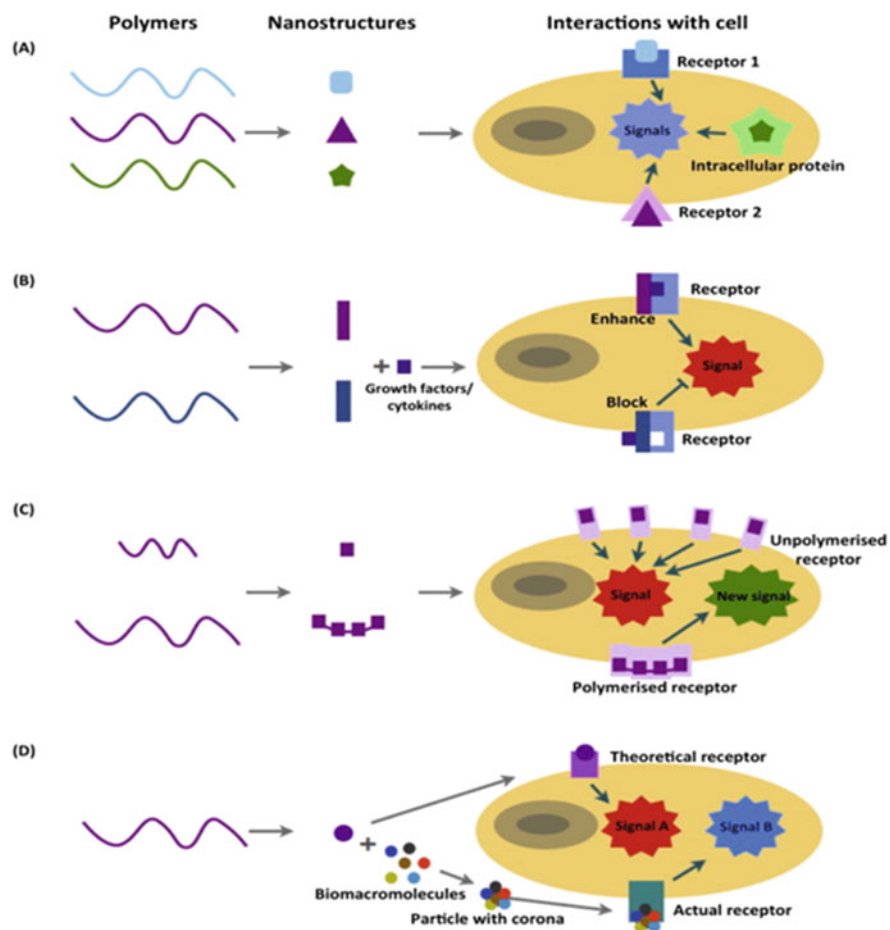 Polymers Nanostructures Interactions with cell
(A)
Receptor 1
Signals
Intracellular protein
Receptor 2
(B)
Receptor
Enhance
Signal
+
Growth factors/
cytokines
Block
Receptor
(C)
Unpolymerised
receptor
Signal
New signal
Polymerised receptor
(D)
Theoretical receptor
Signal A
Signal B
+
Biomacromolecules
Particle with corona
Actual receptor